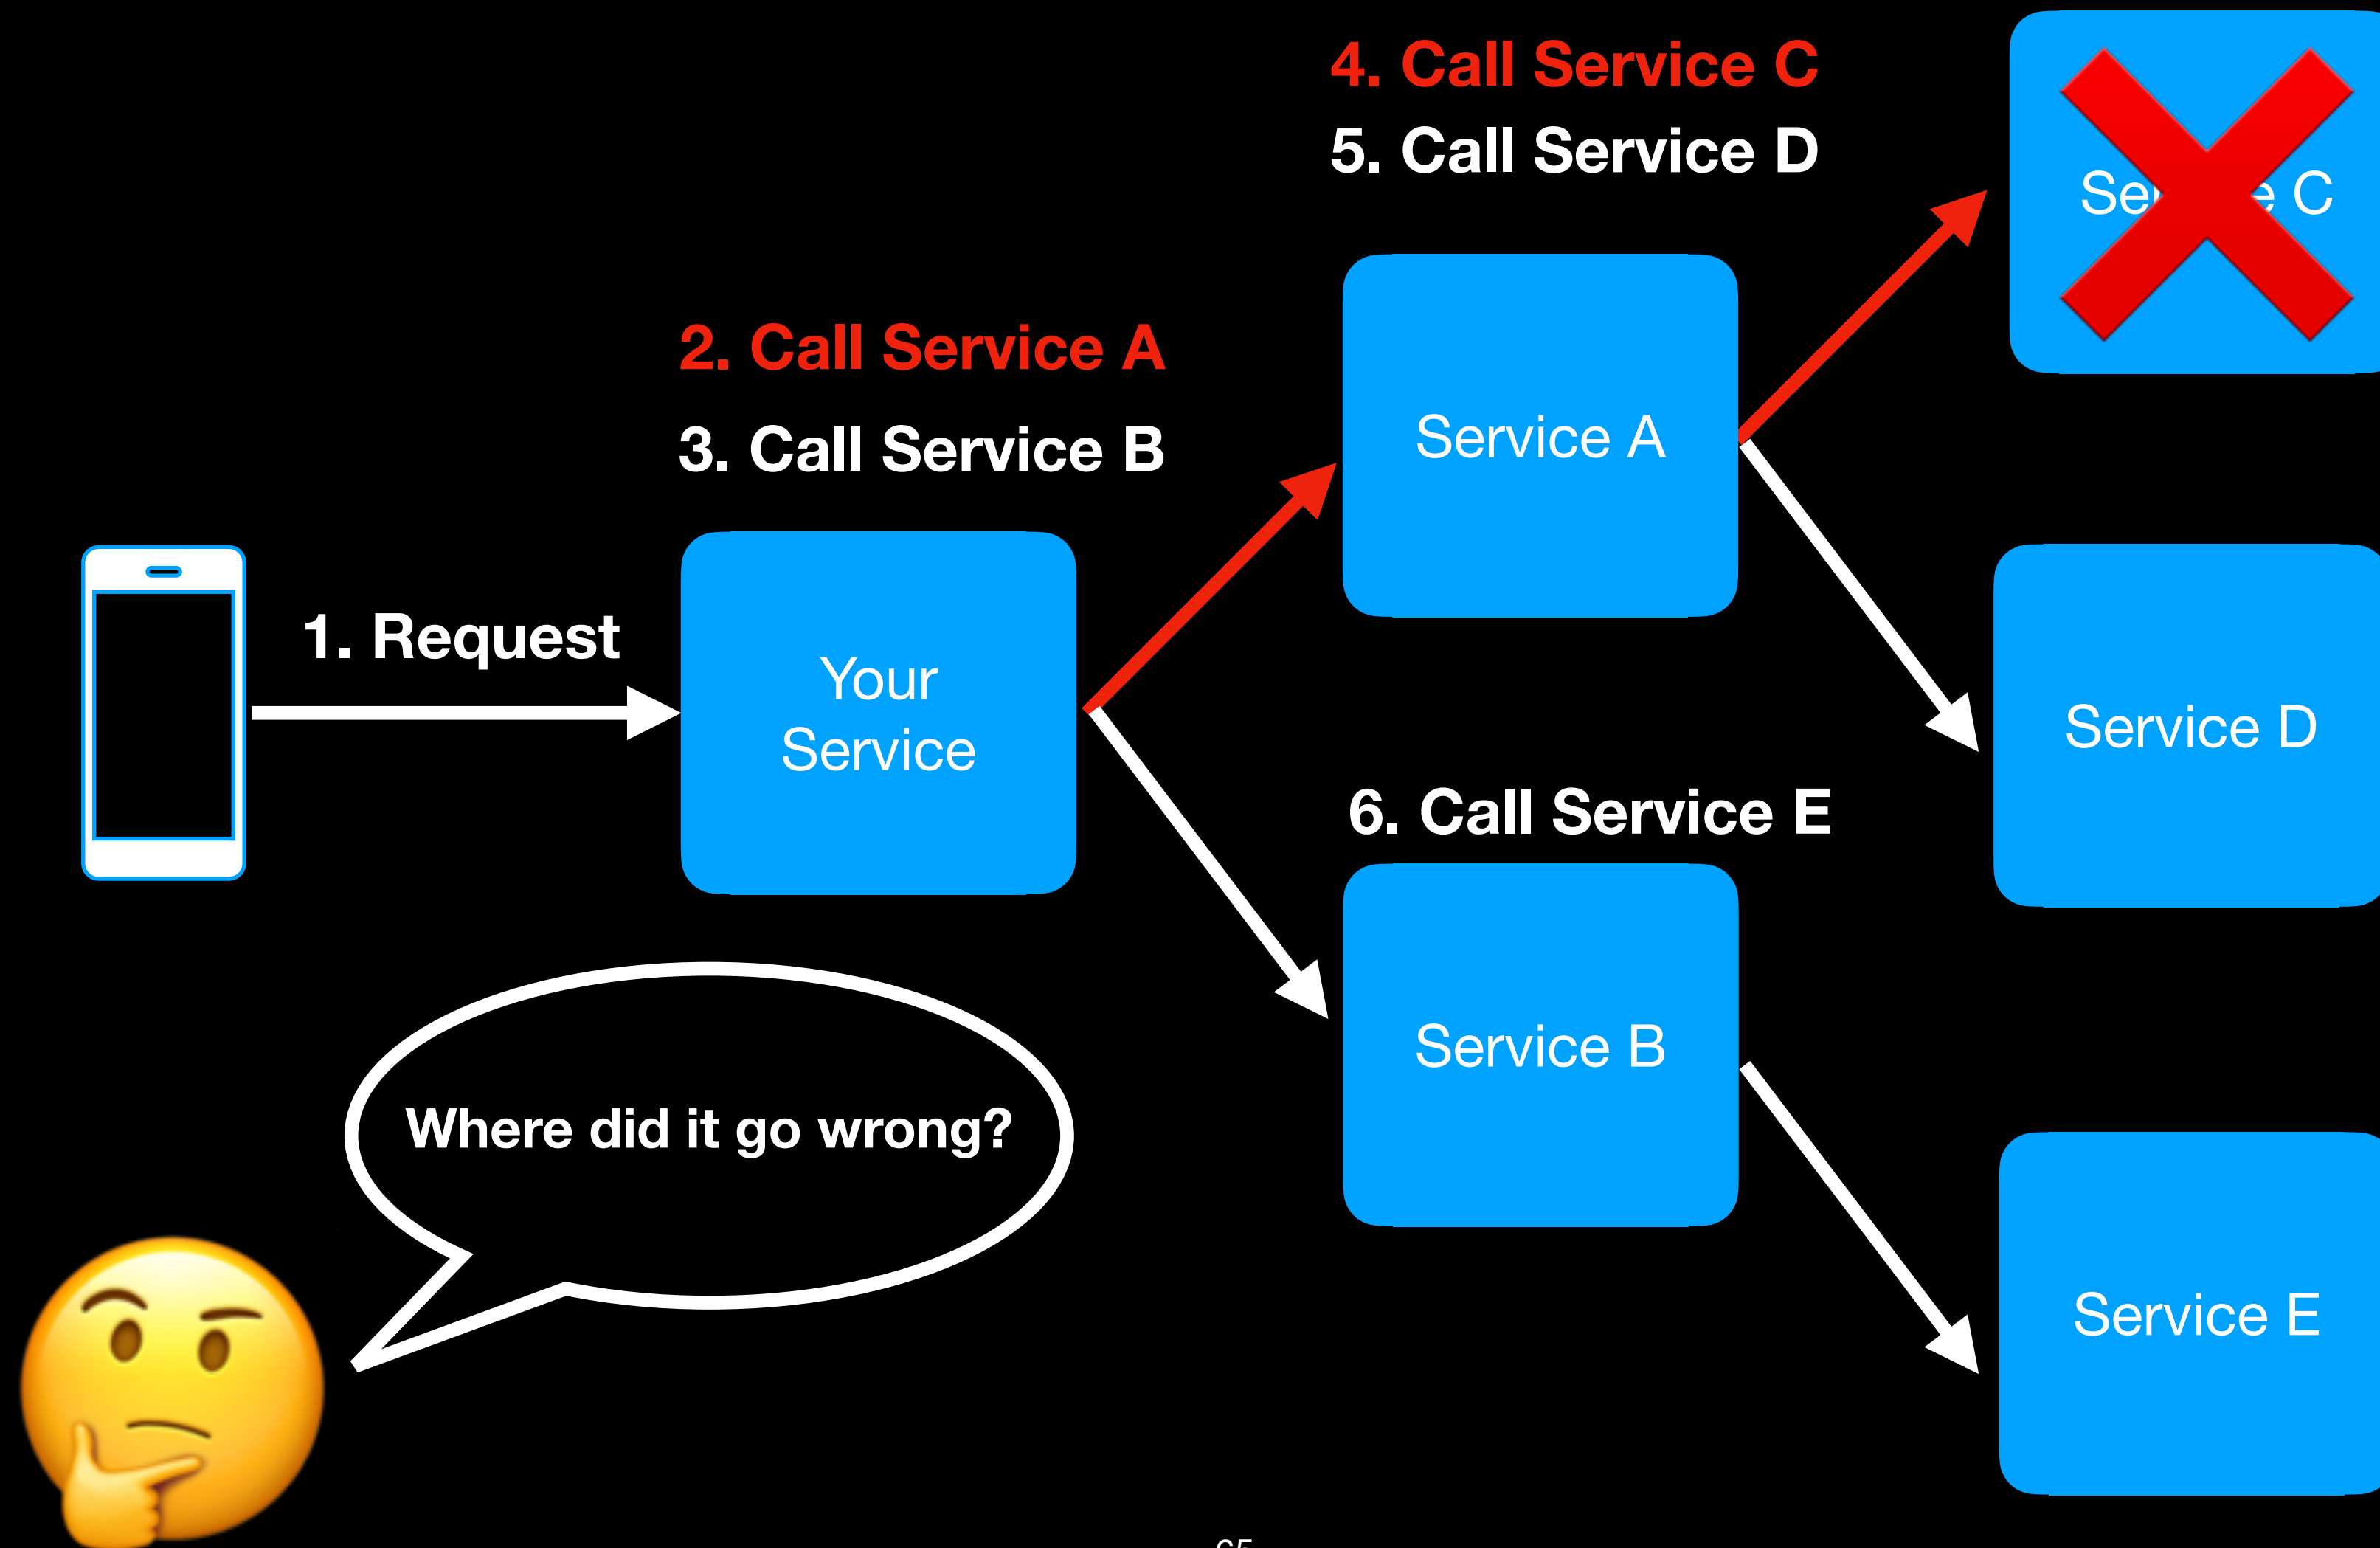 4. Call Service C
5. Call Service D
2. Call Service A
3. Call Service B
1. Request
Your
Service
Service A
C
Service D
6. Call Service E
Service B
Where did it go wrong?
Service E
65